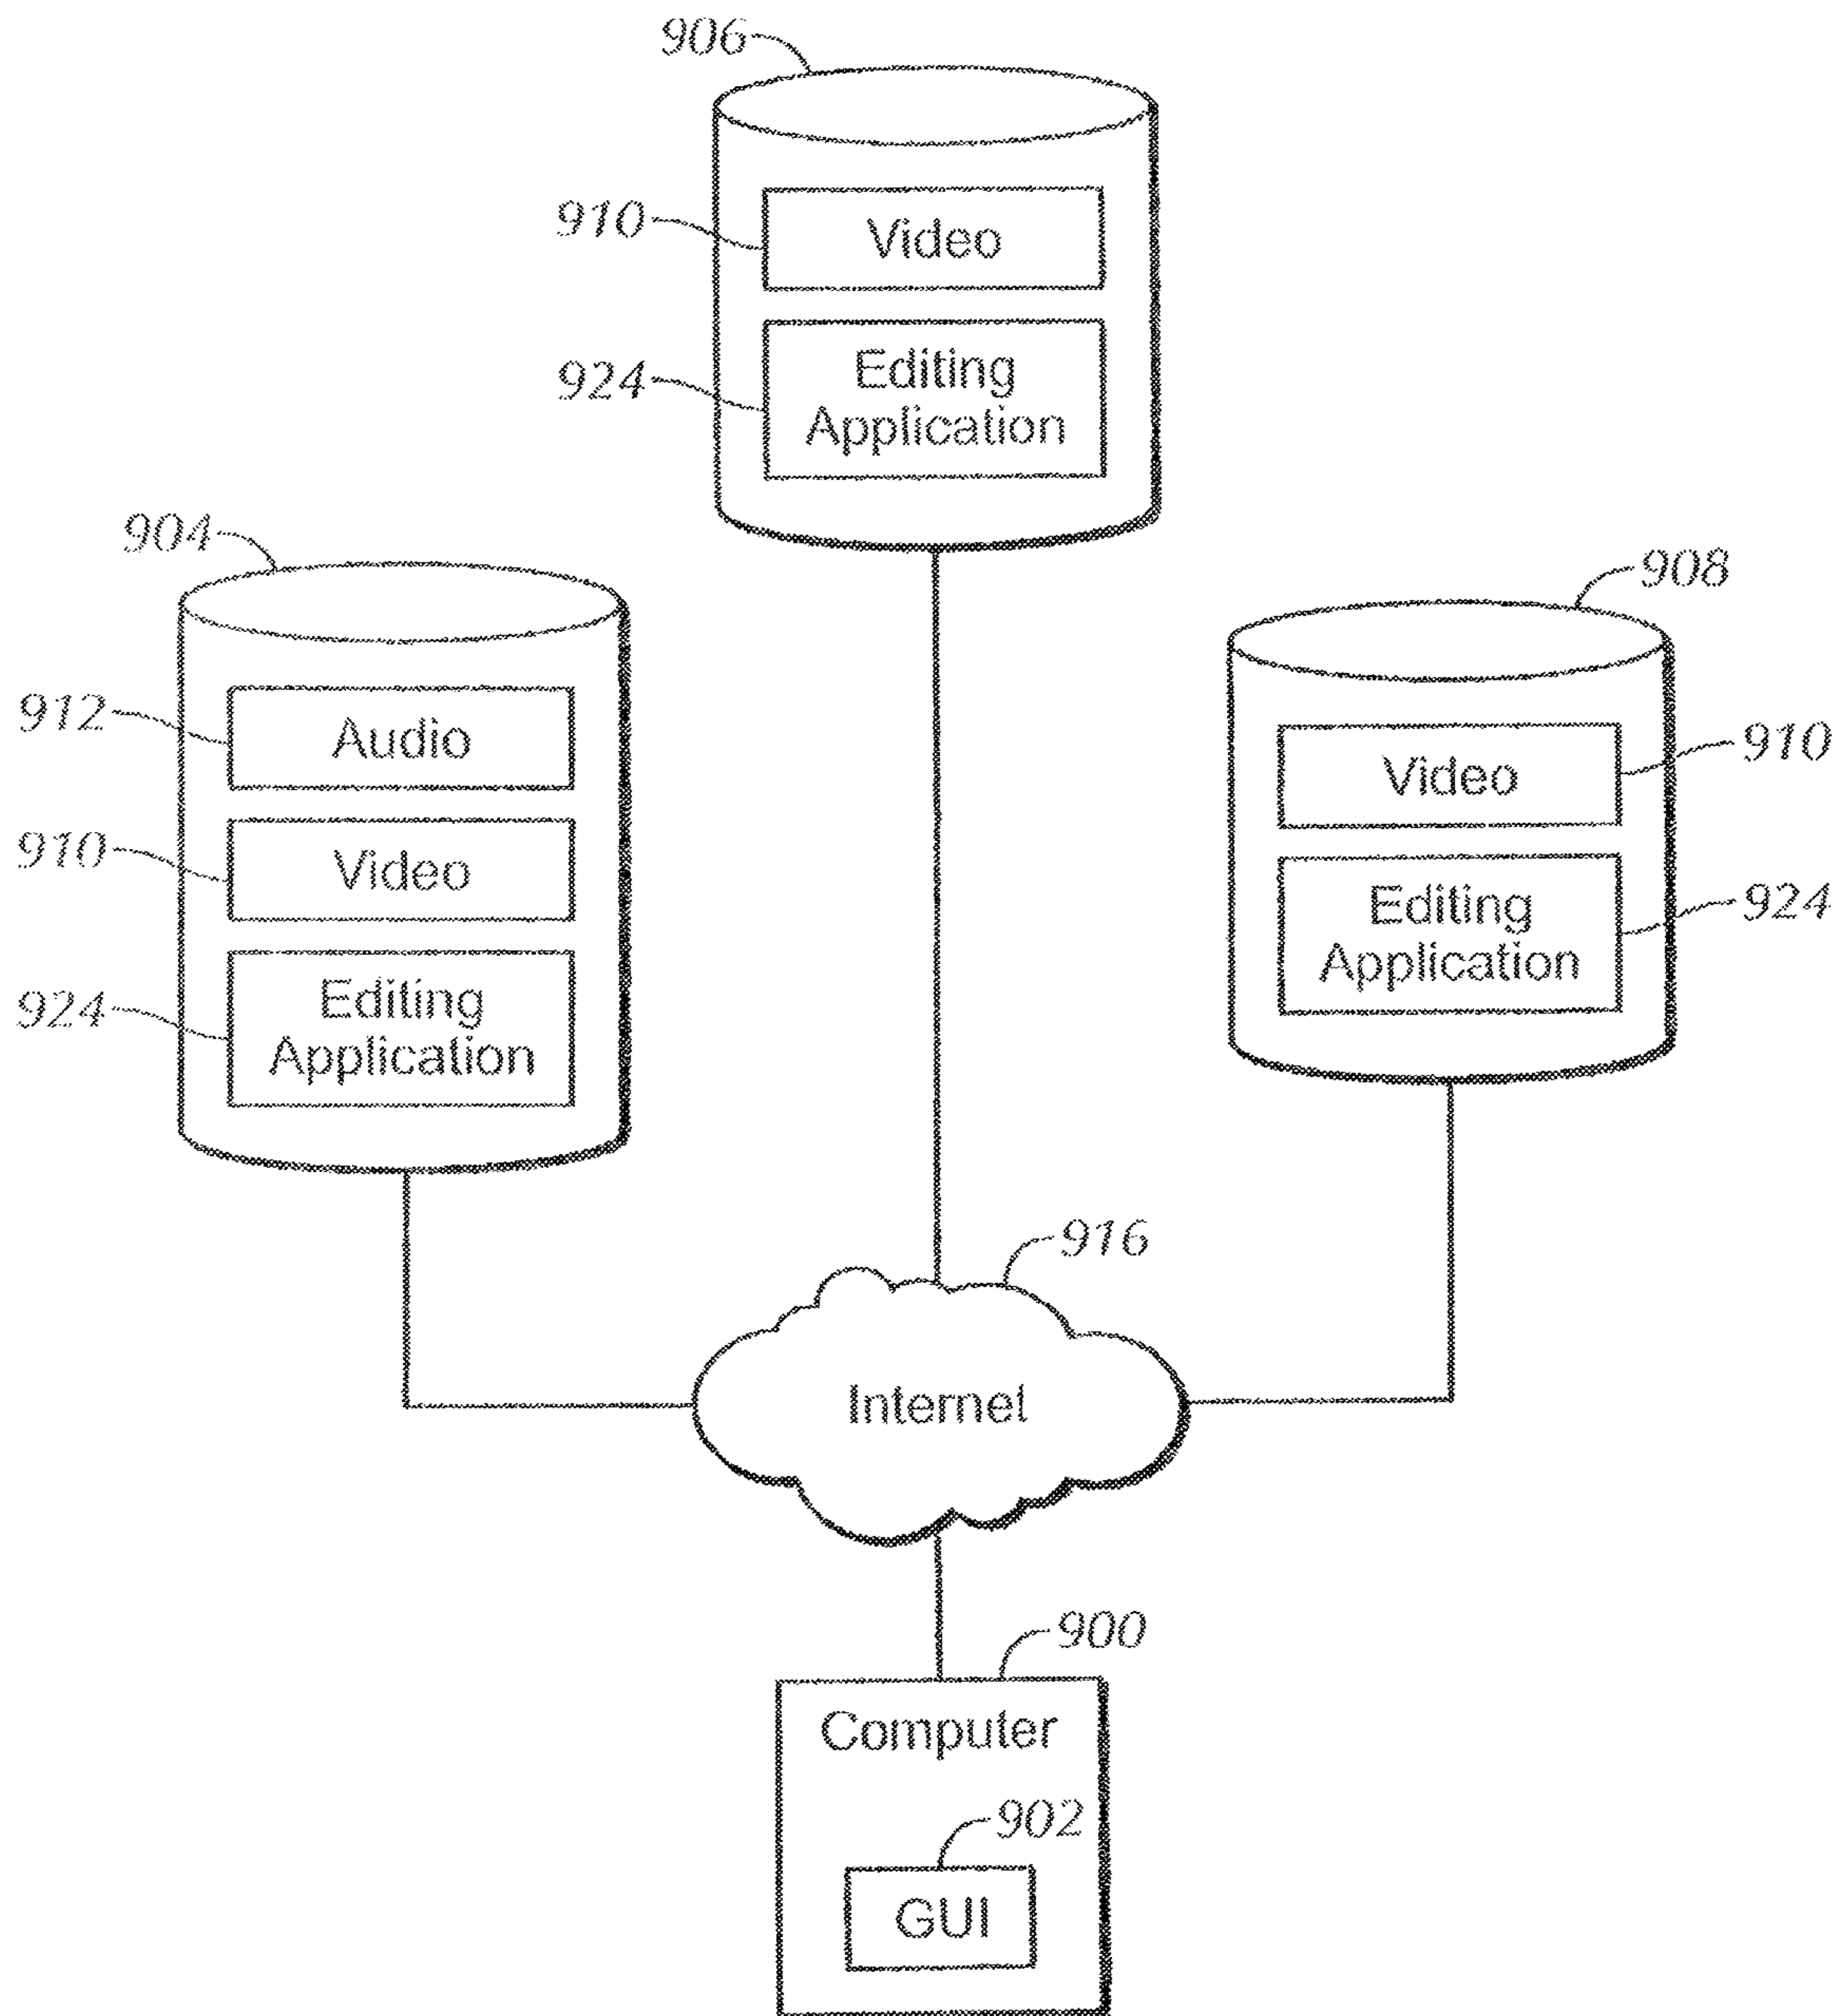 906
910
Video
924
Editing
Application
904
912
Audio
910
Video
924
Editing
Application
908
Video
910
Editing
Application
924
916
Internet
900
Computer
902
GUI